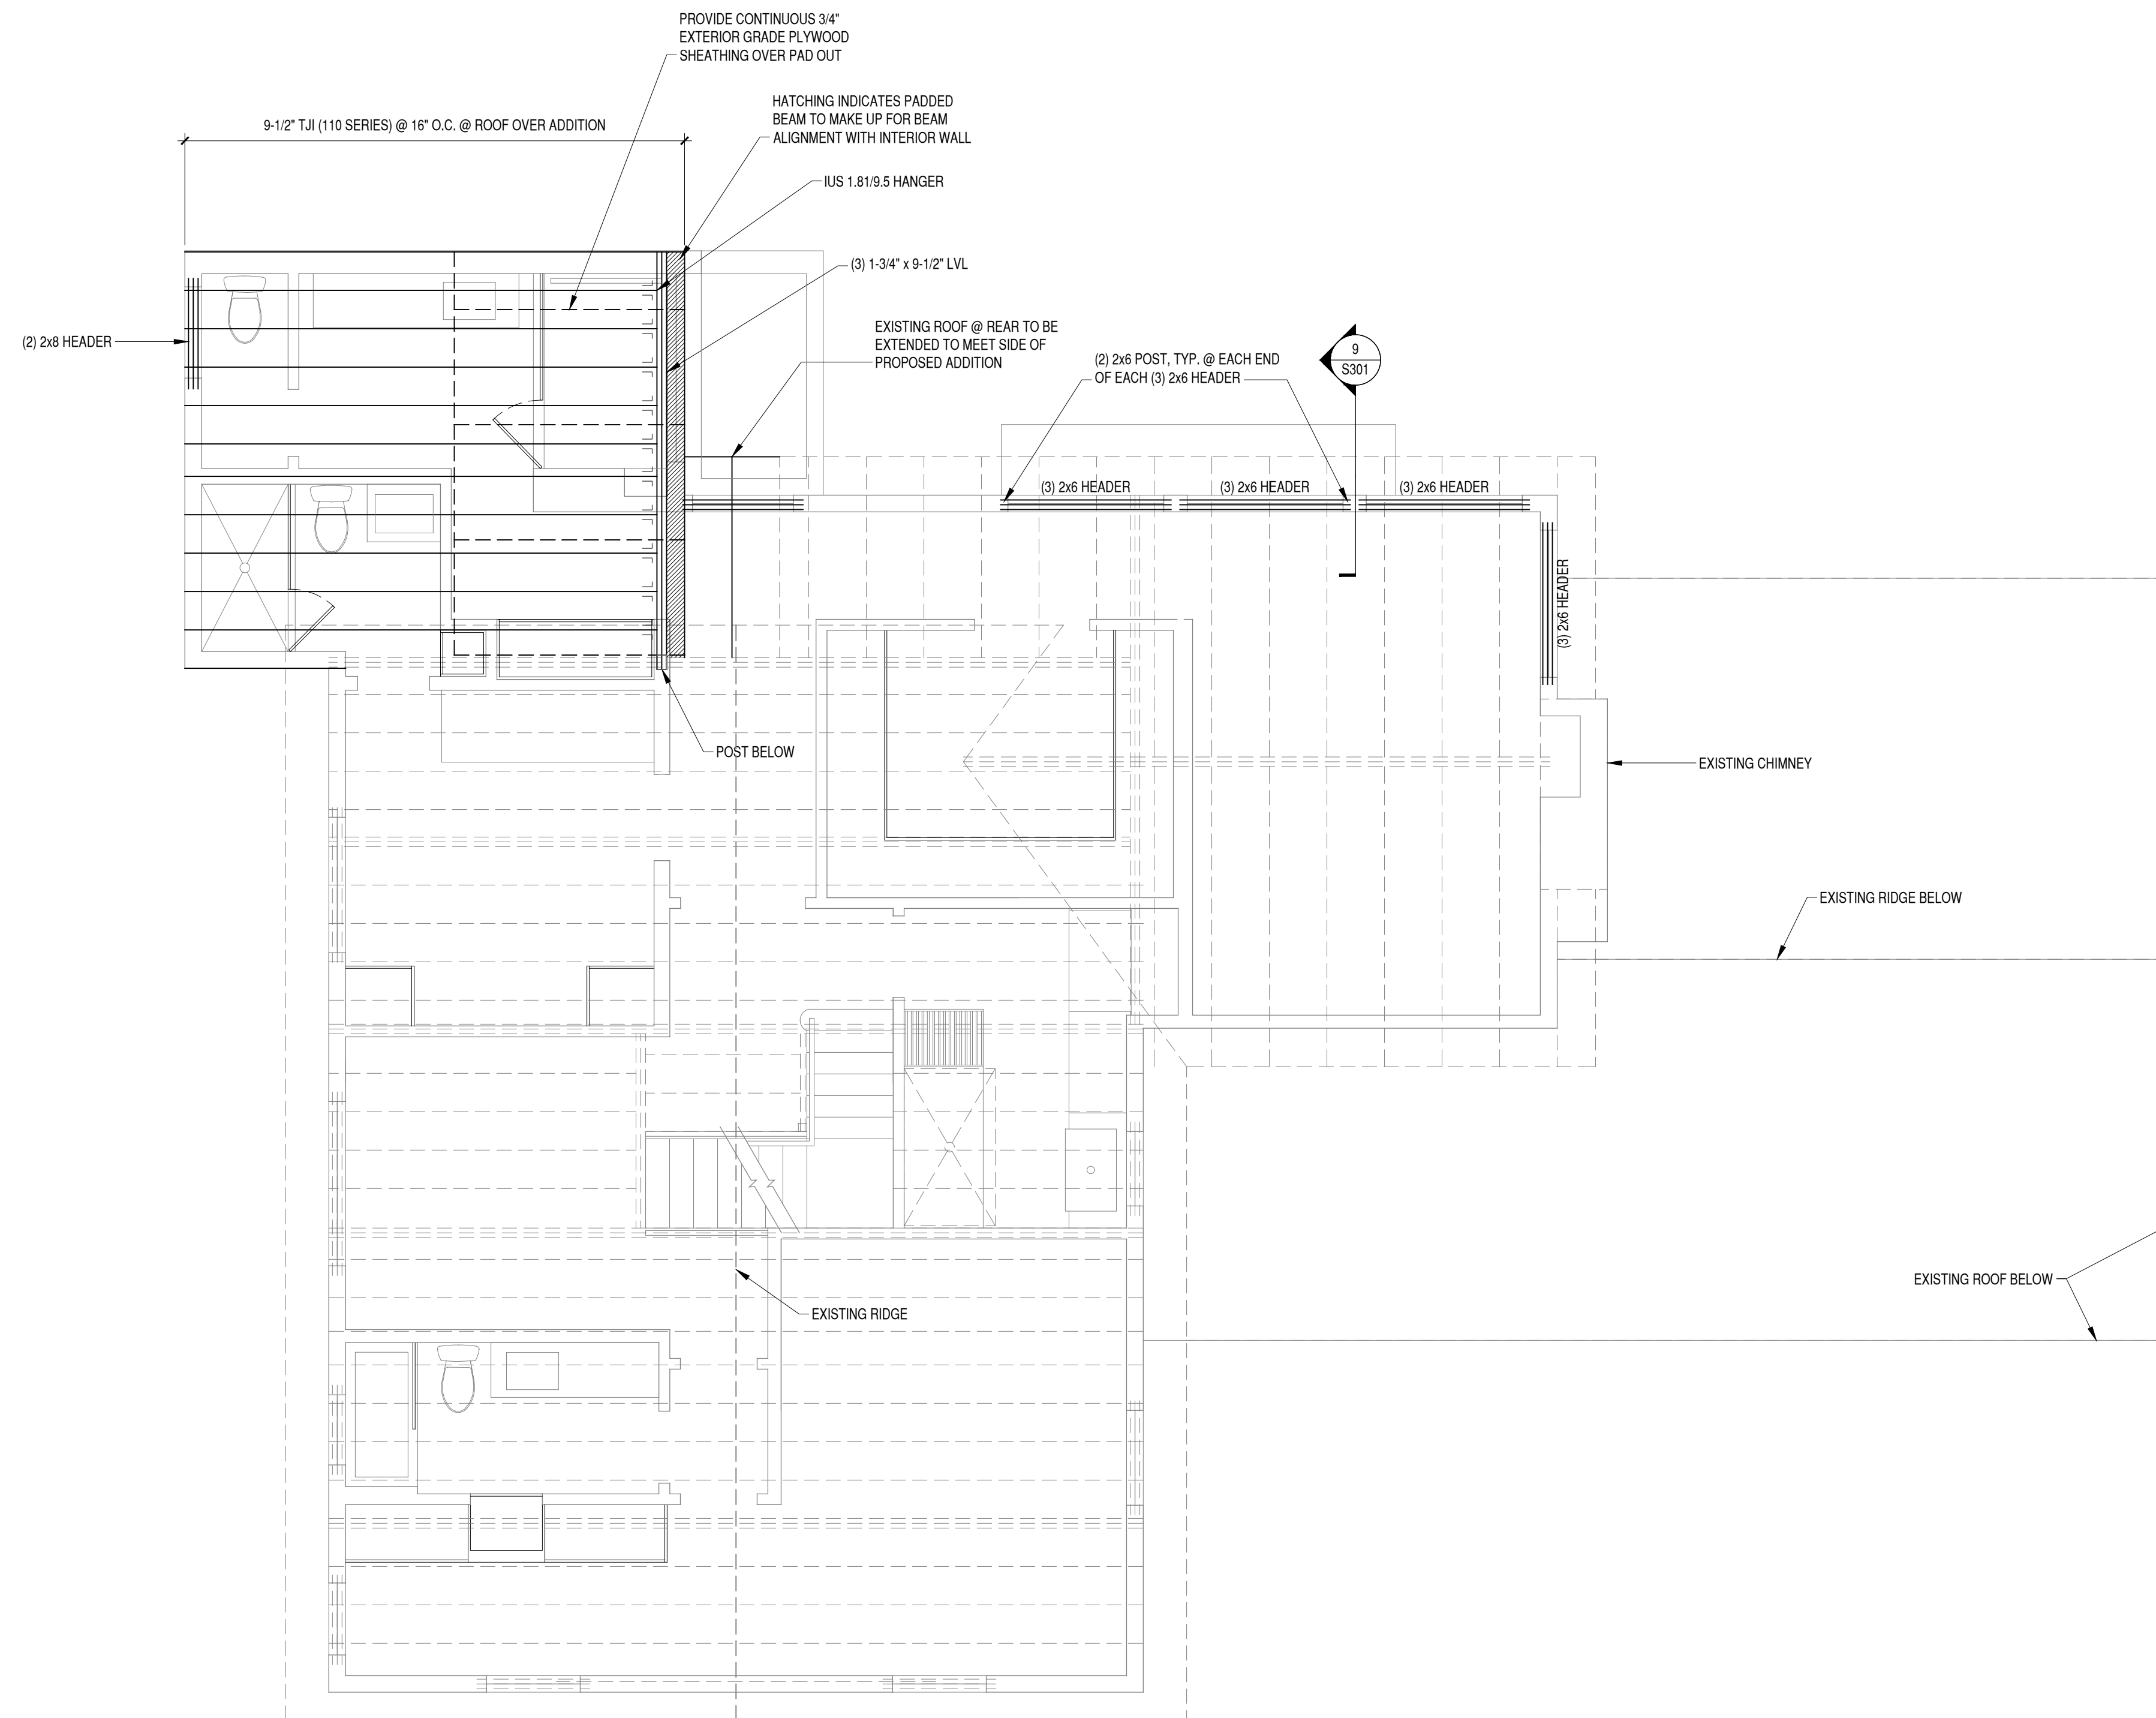 PROVIDE CONTINUOUS 3/4"
EXTERIOR GRADE PLYWOOD
SHEATHING OVER PAD OUT
HATCHING INDICATES PADDED
BEAM TO MAKE UP FOR BEAM
ALIGNMENT WITH INTERIOR WALL
9-1/2" TJI (110 SERIES) @ 16" O.C. @ ROOF OVER ADDITION
IUS 1.81/9.5 HANGER
(3) 1-3/4" x 9-1/2" LVL
(2) 2x8 HEADER
EXISTING ROOF @ REAR TO BE
EXTENDED TO MEET SIDE OF
PROPOSED ADDITION
(2) 2x6 POST, TYP. @ EACH END
OF EACH (3) 2x6 HEADER
9
S301
(3) 2x6 HEADER
(3) 2x6 HEADER
(3) 2x6 HEADER
(3) 2x6 HEADER
POST BELOW
EXISTING CHIMNEY
EXISTING RIDGE BELOW
EXISTING ROOF BELOW
EXISTING RIDGE